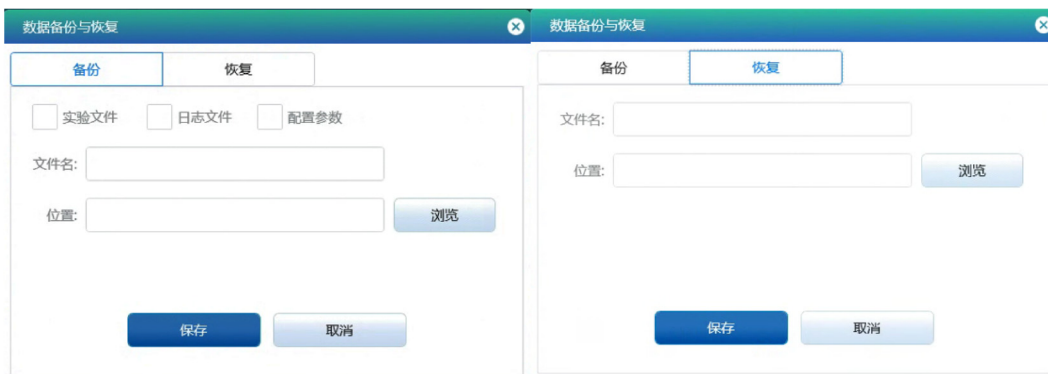 数据备份与恢复
备份 恢复
实验文件 日志文件 配置参数
文件名:
位置: 浏览
保存 取消
数据备份与恢复
备份 恢复
文件名:
位置: 浏览
保存 取消